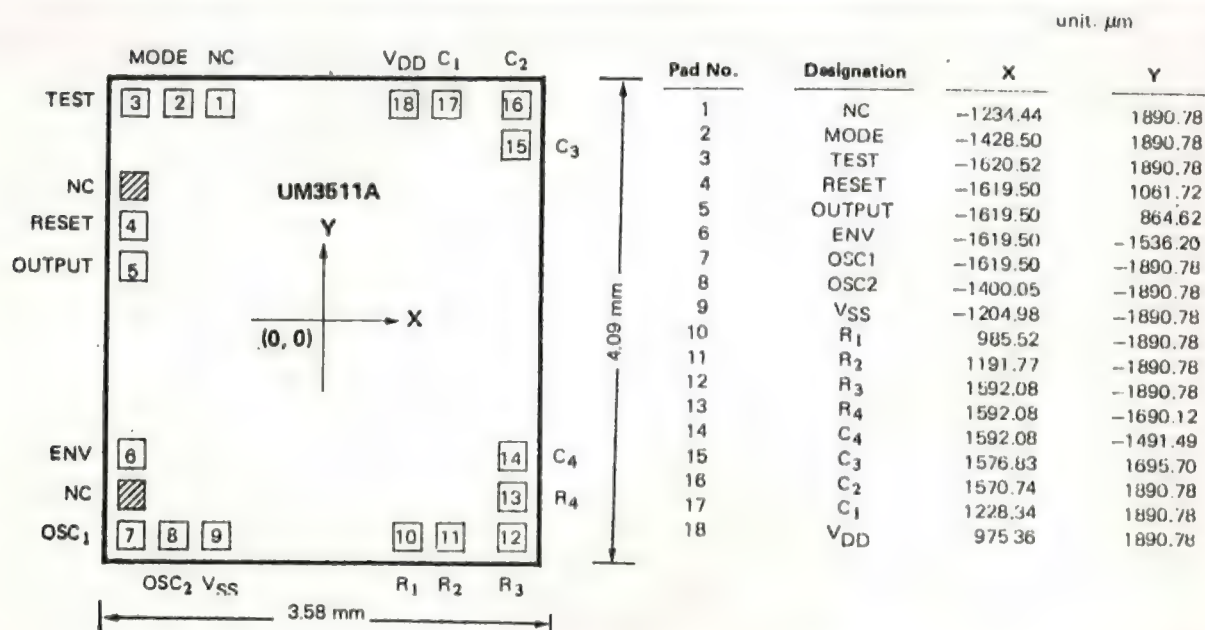 unit. μm
MODE NC V_DD C₁ C₂
TEST 3 2 1 18 17 16
15 C₃
NC
UM3511A
RESET 4
Y
OUTPUT 5
X
(0, 0)
4.09 mm
ENV 6 14 C₄
NC 13 R₄
OSC₁ 7 8 9 10 11 12
OSC₂ V_SS R₁ R₂ R₃
3.58 mm
Pad No. Designation X Y
1 NC −1234.44 1890.78
2 MODE −1428.50 1890.78
3 TEST −1620.52 1890.78
4 RESET −1619.50 1061.72
5 OUTPUT −1619.50 864.62
6 ENV −1619.50 −1536.20
7 OSC1 −1619.50 −1890.78
8 OSC2 −1400.05 −1890.78
9 V_SS −1204.98 −1890.78
10 R₁ 985.52 −1890.78
11 R₂ 1191.77 −1890.78
12 R₃ 1592.08 −1890.78
13 R₄ 1592.08 −1690.12
14 C₄ 1592.08 −1491.49
15 C₃ 1576.83 1695.70
16 C₂ 1570.74 1890.78
17 C₁ 1228.34 1890.78
18 V_DD 975.36 1890.78